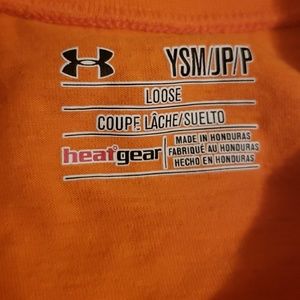 YSM/JP/P
LOOSE
COUPE LÂCHE/SUELTO
heatgear
MADE IN HONDURAS
FABRIQUÉ AU HONDURAS
HECHO EN HONDURAS